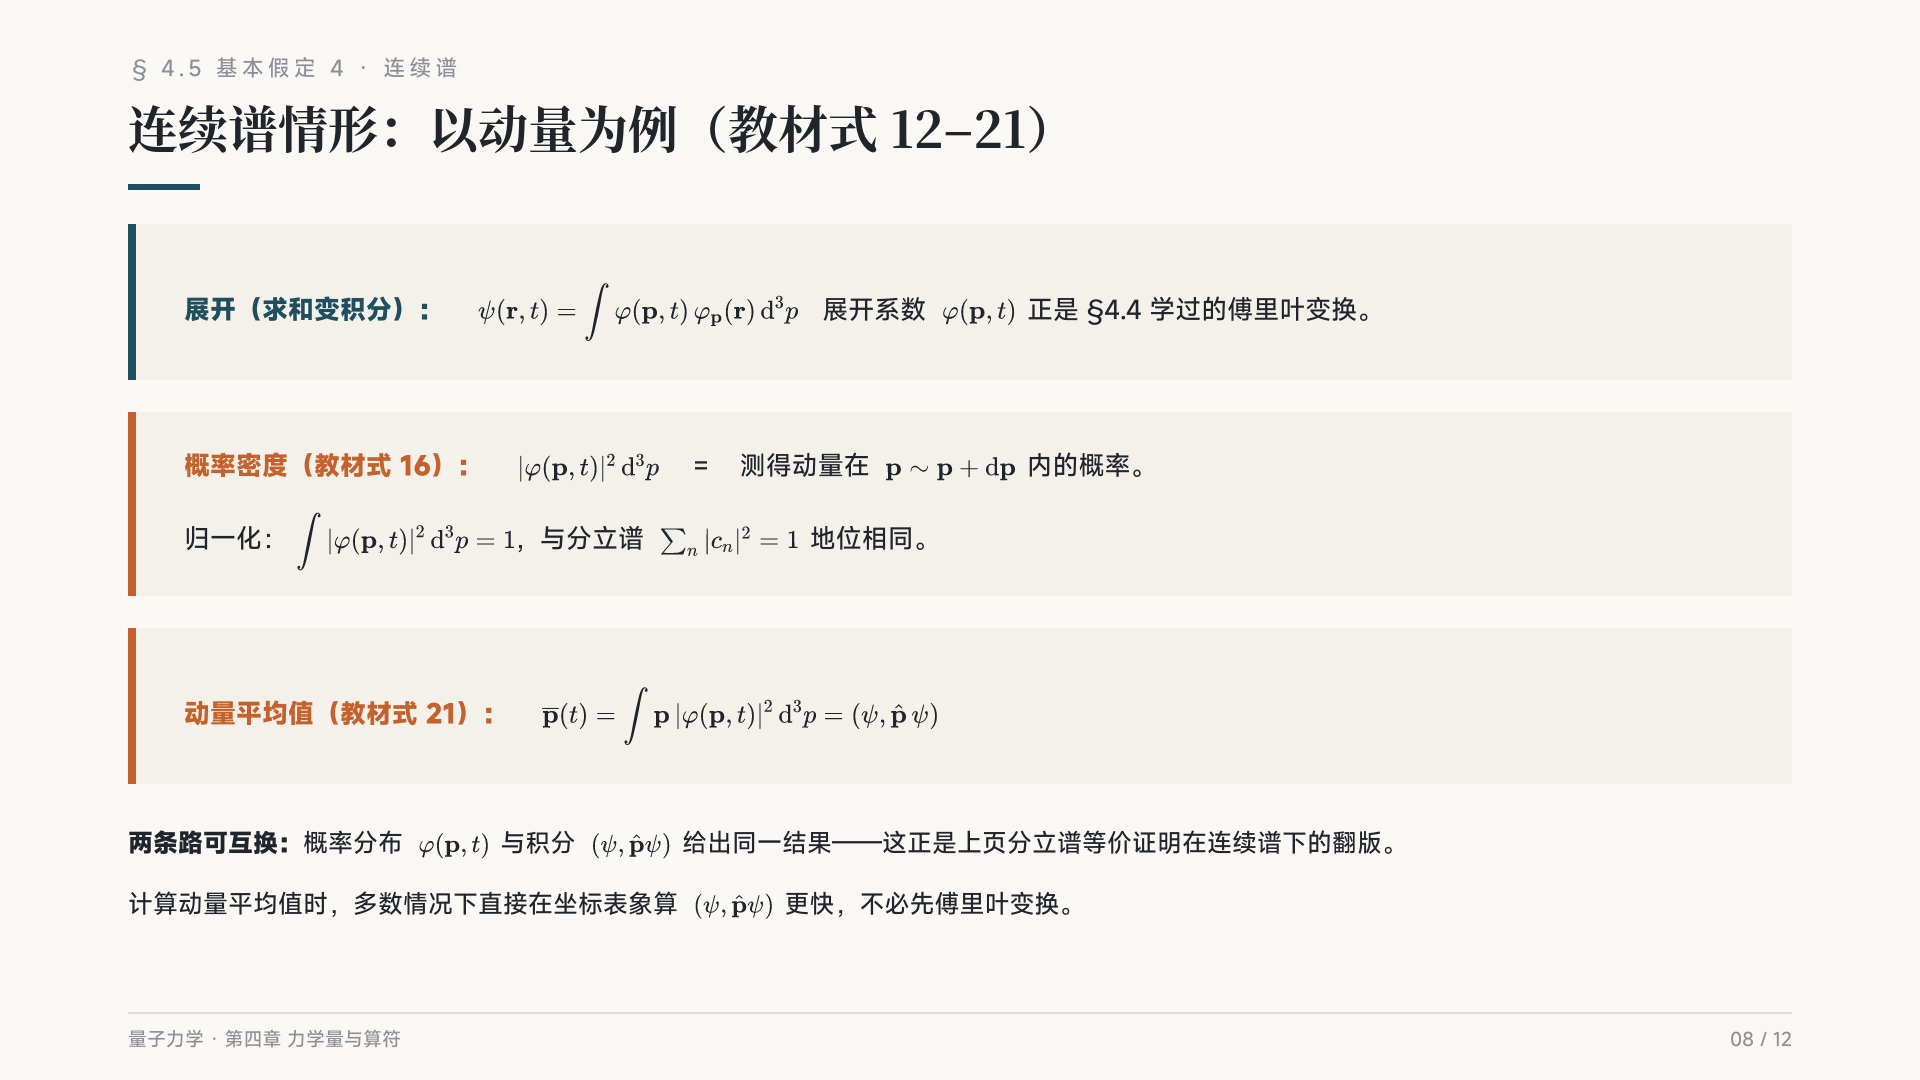 § 4.5 基本假定 4 · 连续谱
连续谱情形：以动量为例（教材式 12–21）
展开（求和变积分）： ψ(r, t) = ∫ φ(p, t) φ_p(r) d³p 展开系数 φ(p, t) 正是 §4.4 学过的傅里叶变换。
概率密度（教材式 16）： |φ(p, t)|² d³p = 测得动量在 p ∼ p + dp 内的概率。
归一化： ∫ |φ(p, t)|² d³p = 1，与分立谱 ∑_n |c_n|² = 1 地位相同。
动量平均值（教材式 21）： p̅(t) = ∫ p |φ(p, t)|² d³p = (ψ, p̂ ψ)
两条路可互换：概率分布 φ(p, t) 与积分 (ψ, p̂ψ) 给出同一结果——这正是上页分立谱等价证明在连续谱下的翻版。
计算动量平均值时，多数情况下直接在坐标表象算 (ψ, p̂ψ) 更快，不必先傅里叶变换。
量子力学 · 第四章 力学量与算符
08 / 12